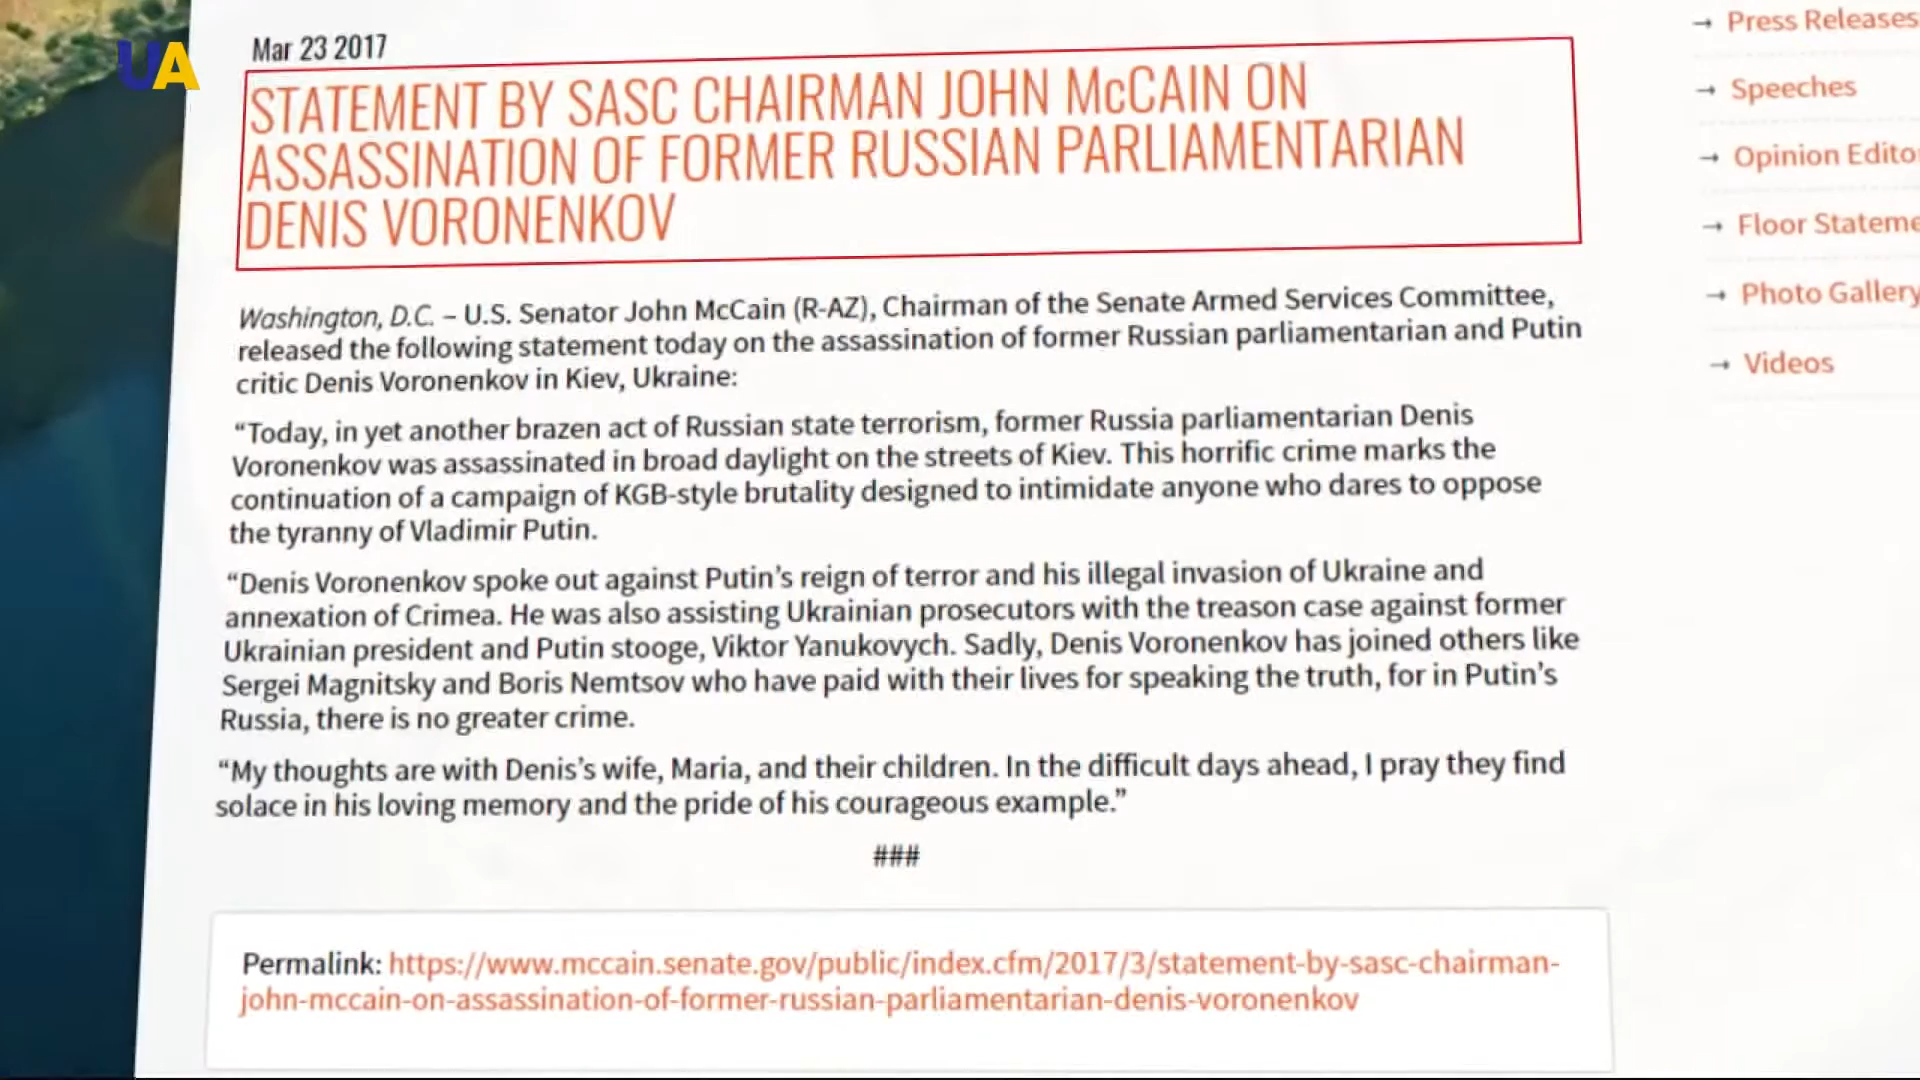 UA
Mar 23 2017
STATEMENT BY SASC CHAIRMAN JOHN McCAIN ON
ASSASSINATION OF FORMER RUSSIAN PARLIAMENTARIAN
DENIS VORONENKOV
Washington, D.C. – U.S. Senator John McCain (R-AZ), Chairman of the Senate Armed Services Committee,
released the following statement today on the assassination of former Russian parliamentarian and Putin
critic Denis Voronenkov in Kiev, Ukraine:
“Today, in yet another brazen act of Russian state terrorism, former Russia parliamentarian Denis
Voronenkov was assassinated in broad daylight on the streets of Kiev. This horrific crime marks the
continuation of a campaign of KGB-style brutality designed to intimidate anyone who dares to oppose
the tyranny of Vladimir Putin.
“Denis Voronenkov spoke out against Putin’s reign of terror and his illegal invasion of Ukraine and
annexation of Crimea. He was also assisting Ukrainian prosecutors with the treason case against former
Ukrainian president and Putin stooge, Viktor Yanukovych. Sadly, Denis Voronenkov has joined others like
Sergei Magnitsky and Boris Nemtsov who have paid with their lives for speaking the truth, for in Putin’s
Russia, there is no greater crime.
“My thoughts are with Denis’s wife, Maria, and their children. In the difficult days ahead, I pray they find
solace in his loving memory and the pride of his courageous example.”
###
Permalink: https://www.mccain.senate.gov/public/index.cfm/2017/3/statement-by-sasc-chairman-
john-mccain-on-assassination-of-former-russian-parliamentarian-denis-voronenkov
→ Press Releases
→ Speeches
→ Opinion Edito
→ Floor Stateme
→ Photo Gallery
→ Videos